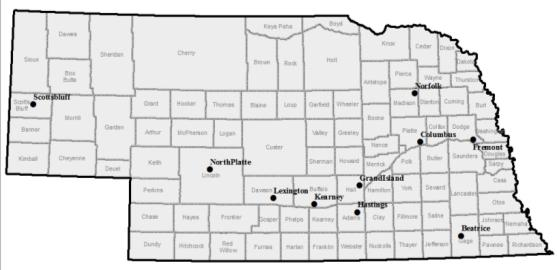 Keya Paha
Boyd
Dawes
Knox
Cedar
Dixon
Sioux
Sheridan
Cherry
Dakota
Brown
Rock
Holt
Box
Butte
Antelope
Pierce
Wayne
Thurston
Norfolk
Scottsbluff
Scotts
Bluff
Grant
Hooker
Thomas
Blaine
Loup
Garfield
Wheeler
Madison
Stanton
Cuming
Burt
Morrill
Boone
Banner
Garden
Arthur
McPherson
Logan
Valley
Greeley
Platte
Colfax
Dodge
Washington
Columbus
Custer
Nance
Fremont
Douglas
Kimball
Cheyenne
Keith
NorthPlatte
Sherman
Howard
Merrick
Polk
Butler
Saunders
Sarpy
Deuel
Lincoln
Cass
GrandIsland
Perkins
Dawson
Buffalo
Hall
Hamilton
York
Seward
Lexington
Lancaster
Otoe
Kearney
Hastings
Chase
Hayes
Frontier
Gosper
Phelps
Kearney
Adams
Clay
Fillmore
Saline
Johnson
Nemaha
Beatrice
Dundy
Hitchcock
Red
Willow
Furnas
Harlan
Franklin
Webster
Nuckolls
Thayer
Jefferson
Gage
Pawnee
Richardson